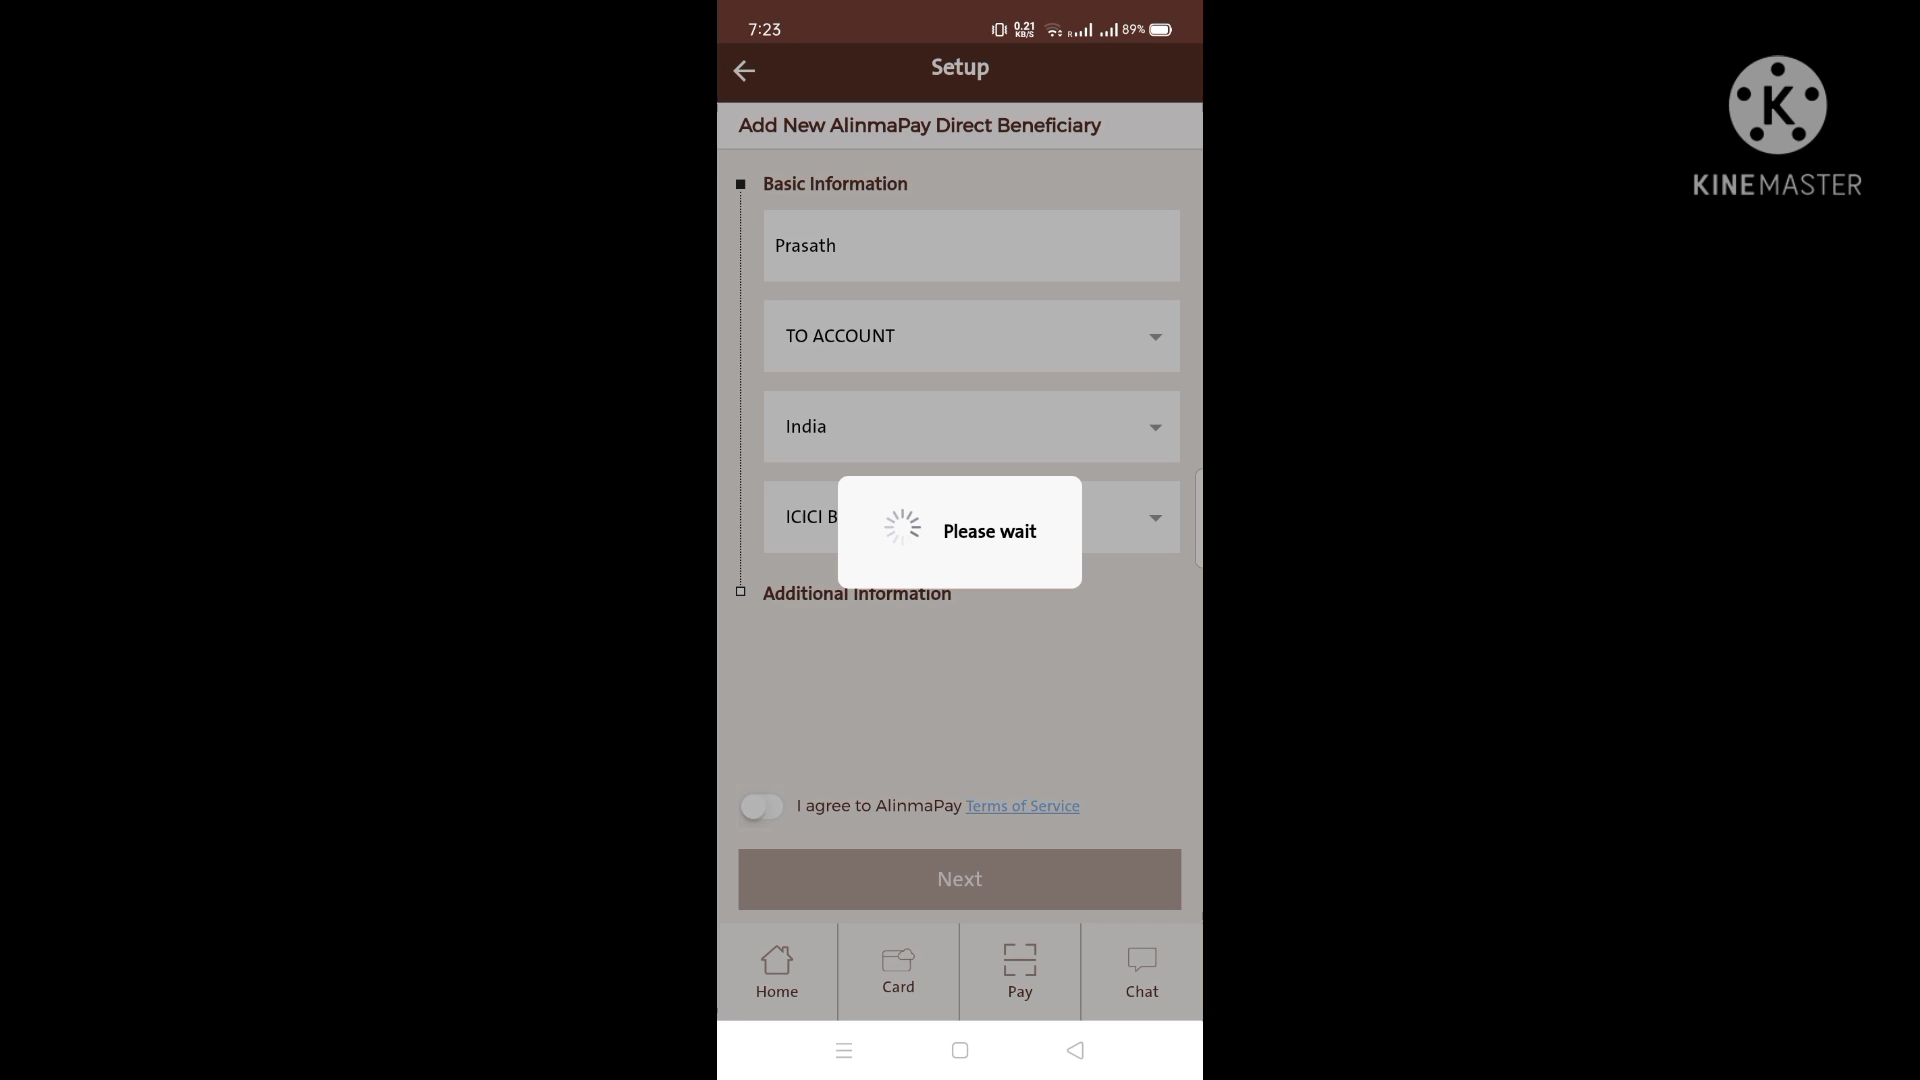 7:23
0.21
KB/S
R
89%
Setup
K
KINEMASTER
Add New AlinmaPay Direct Beneficiary
Basic Information
Prasath
TO ACCOUNT
India
ICICI B
Please wait
Additional Information
I agree to AlinmaPay Terms of Service
Next
Home
Card
Pay
Chat